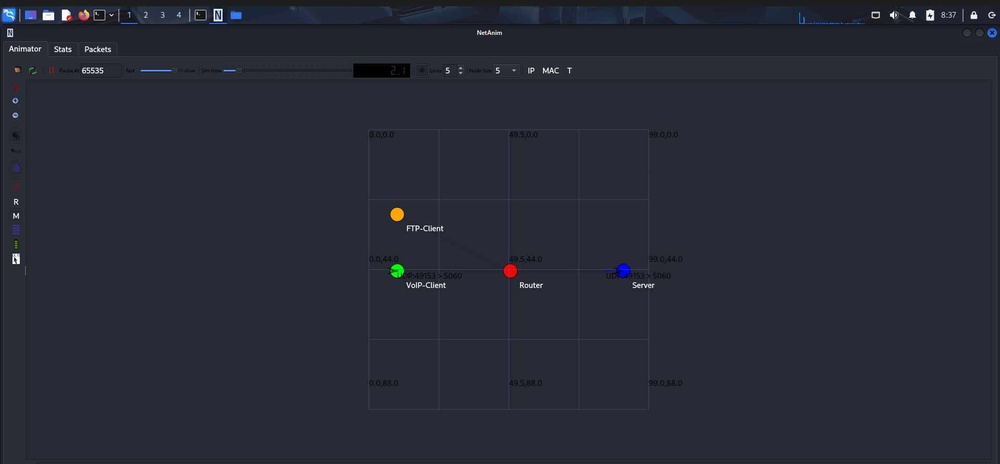 1 2 3 4 8:37
NetAnim
Animator Stats Packets
Pause At 65535 fast slow Sim time 2.1 # Lines 5 Node Size 5 IP MAC T
0.0,0.0 49.5,0.0 99.0,0.0
R
M
FTP-Client
0.0,44.0 49.5,44.0 99.0,44.0
UDP:49153 > 5060 UDP:49153 > 5060
VoIP-Client Router Server
0.0,88.0 49.5,88.0 99.0,88.0